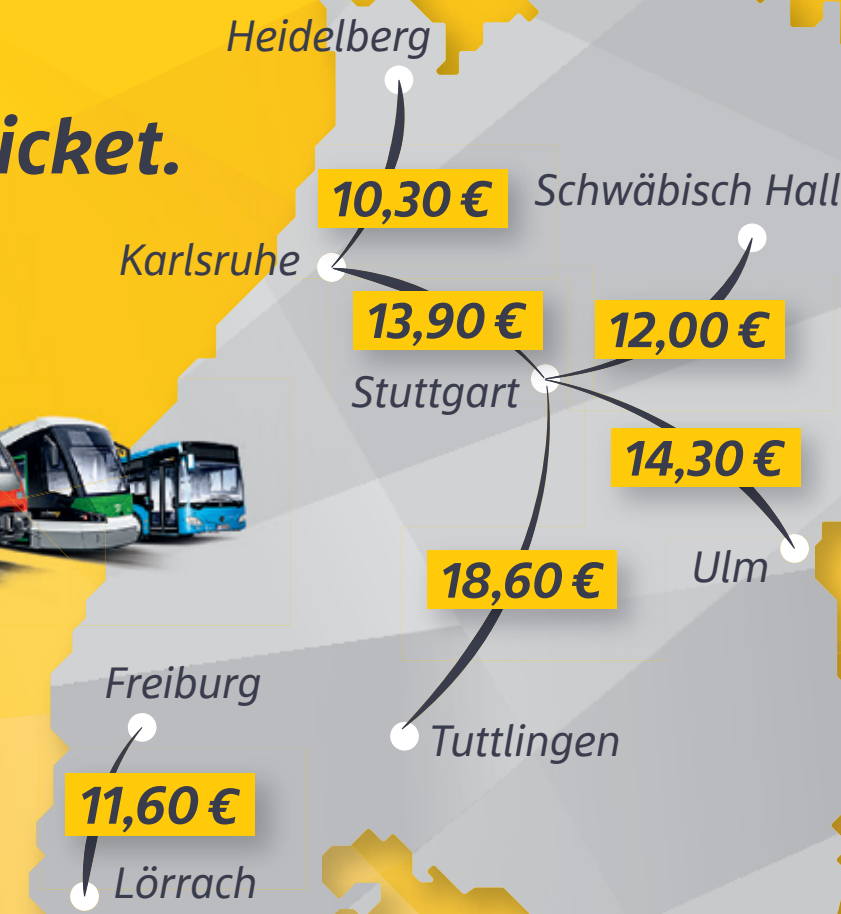 Heidelberg
icket.
10,30 €
Schwäbisch Hall
Karlsruhe
13,90 €
12,00 €
Stuttgart
14,30 €
18,60 €
Ulm
Freiburg
Tuttlingen
11,60 €
Lörrach